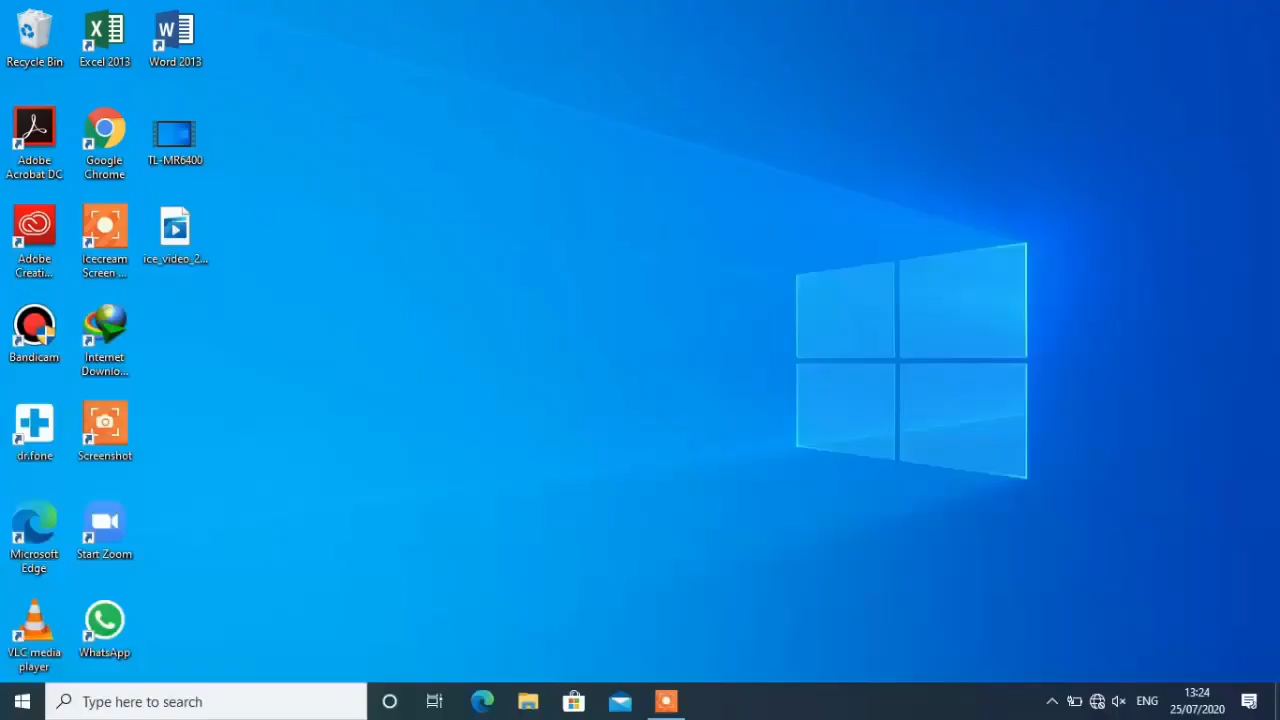 Recycle Bin
Excel 2013
Word 2013
Adobe
Acrobat DC
Google
Chrome
TL-MR6400
Adobe
Creati...
Icecream
Screen ...
ice_video_2...
Bandicam
Internet
Downlo...
dr.fone
Screenshot
Microsoft
Edge
Start Zoom
VLC media
player
WhatsApp
Type here to search
ENG
13:24
25/07/2020